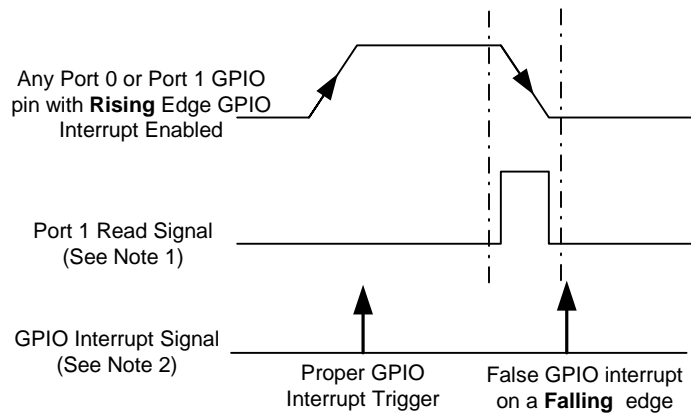 Any Port 0 or Port 1 GPIO
pin with Rising Edge GPIO
Interrupt Enabled
Port 1 Read Signal
(See Note 1)
GPIO Interrupt Signal
(See Note 2)
Proper GPIO
Interrupt Trigger
False GPIO interrupt
on a Falling edge